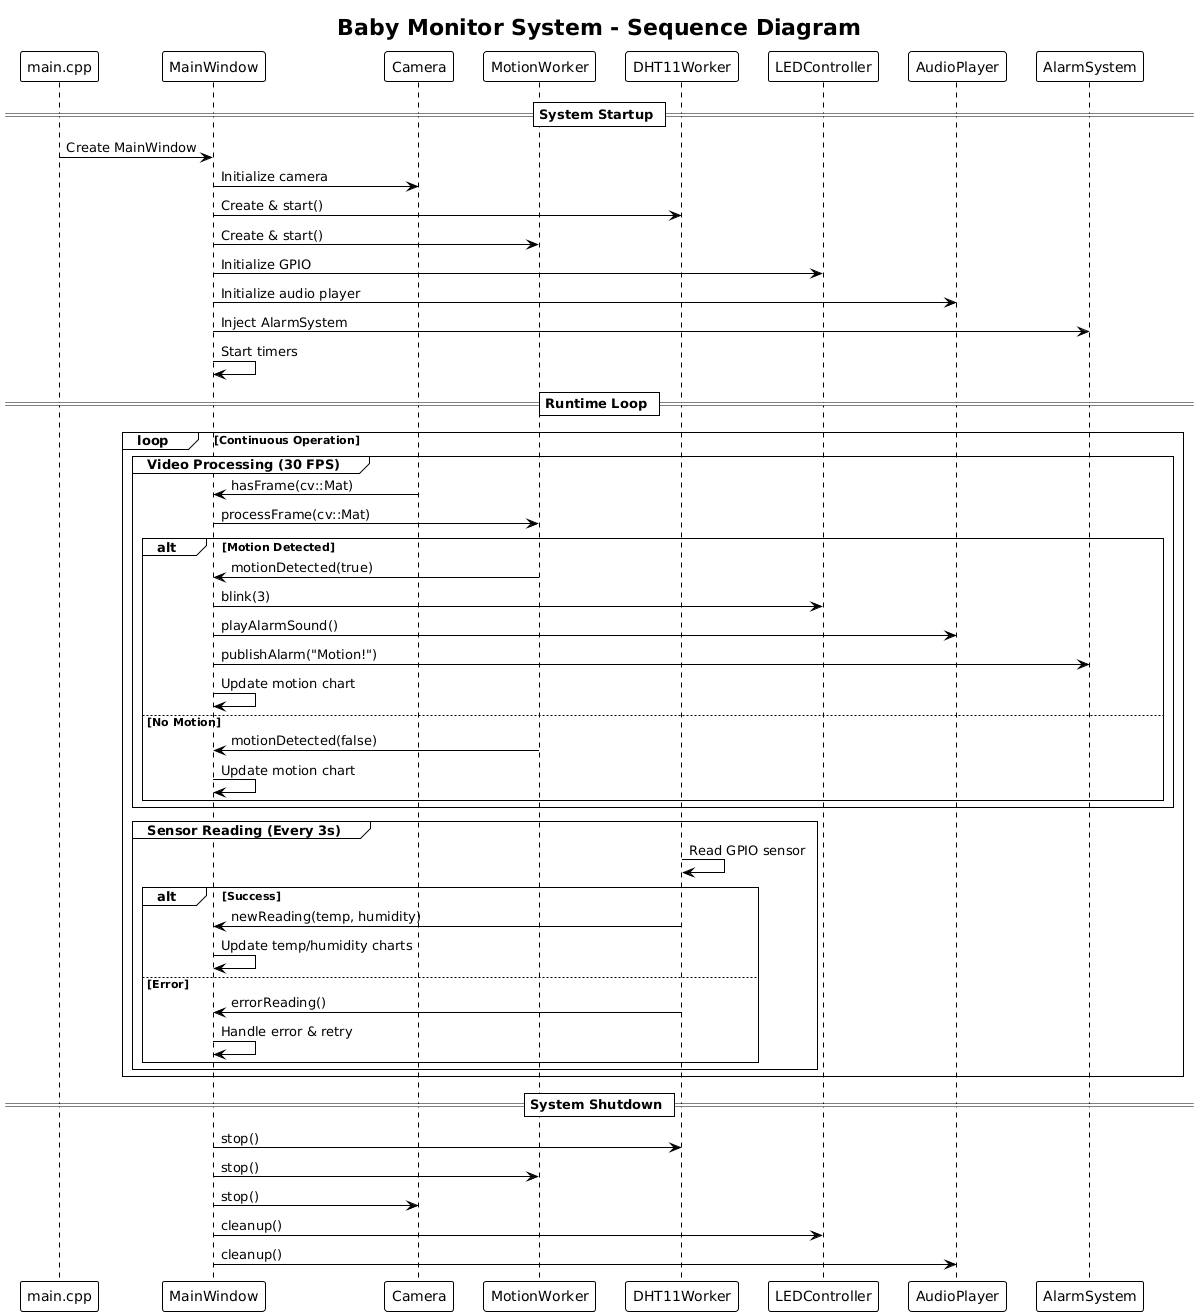 Baby Monitor System - Sequence Diagram
main.cpp MainWindow Camera MotionWorker DHT11Worker LEDController AudioPlayer AlarmSystem
System Startup
Create MainWindow
Initialize camera
Create & start()
Create & start()
Initialize GPIO
Initialize audio player
Inject AlarmSystem
Start timers
Runtime Loop
loop [Continuous Operation]
Video Processing (30 FPS)
hasFrame(cv::Mat)
processFrame(cv::Mat)
alt [Motion Detected]
motionDetected(true)
blink(3)
playAlarmSound()
publishAlarm("Motion!")
Update motion chart
[No Motion]
motionDetected(false)
Update motion chart
Sensor Reading (Every 3s)
Read GPIO sensor
alt [Success]
newReading(temp, humidity)
Update temp/humidity charts
[Error]
errorReading()
Handle error & retry
System Shutdown
stop()
stop()
stop()
cleanup()
cleanup()
main.cpp MainWindow Camera MotionWorker DHT11Worker LEDController AudioPlayer AlarmSystem